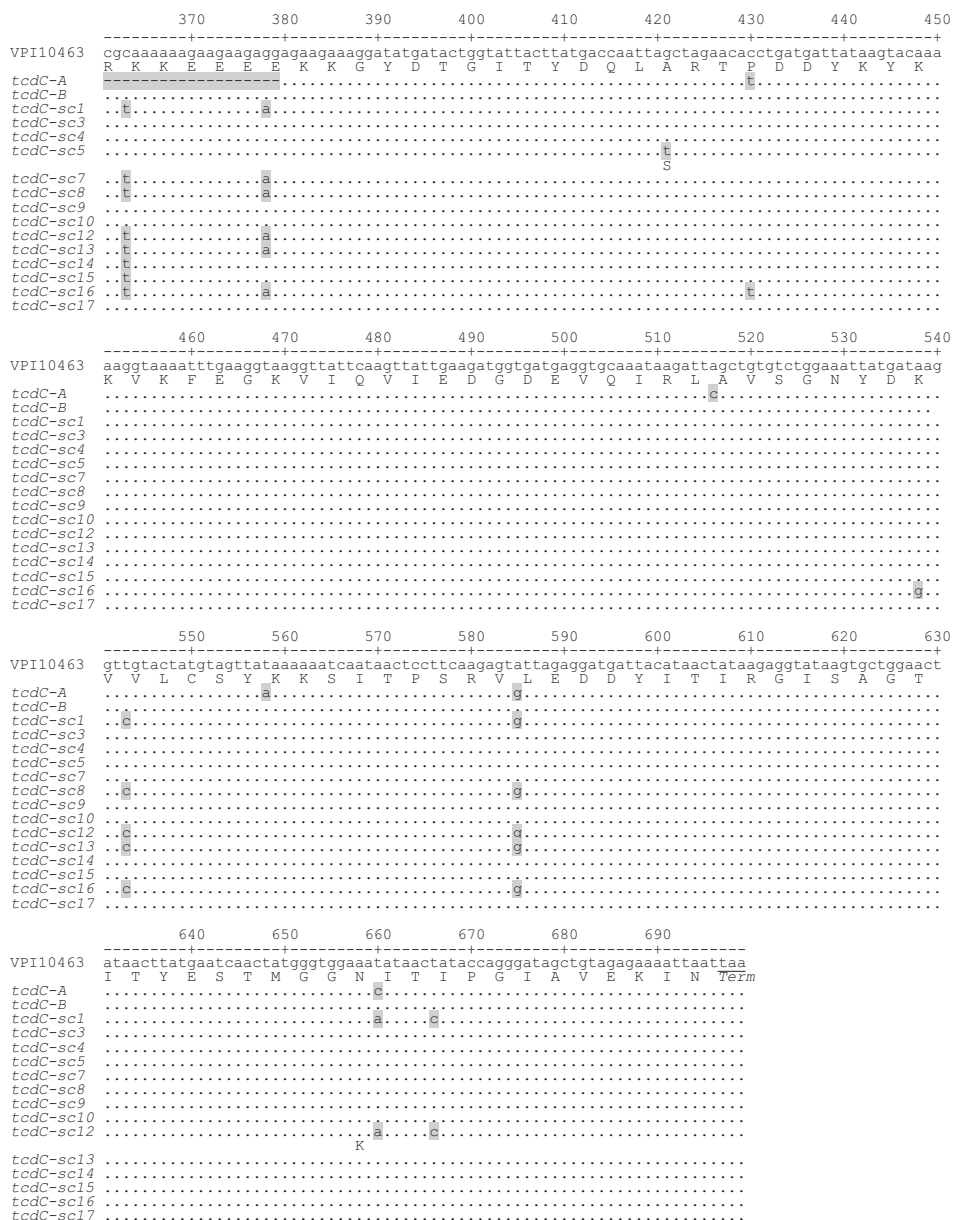 370 380 390 400 410 420 430 440 450
---------+---------+---------+---------+---------+---------+---------+---------+---------+
VPI10463 cgcaaaaaagaagaagaggagaagaaaggatatgatactggtattacttatgaccaattagctagaacacctgatgattataagtacaaa
R K K E E E E K K G Y D T G I T Y D Q L A R T P D D Y K Y K
tcdC-A -------------------..................................................t....................
tcdC-B ..........................................................................................
tcdC-sc1 ..t..............a........................................................................
tcdC-sc3 ..........................................................................................
tcdC-sc4 ..........................................................................................
tcdC-sc5 ............................................................t.............................
S
tcdC-sc7 ..t..............a........................................................................
tcdC-sc8 ..t..............a........................................................................
tcdC-sc9 ..........................................................................................
tcdC-sc10 ..........................................................................................
tcdC-sc12 ..t..............a........................................................................
tcdC-sc13 ..t..............a........................................................................
tcdC-sc14 ..t.......................................................................................
tcdC-sc15 ..t.......................................................................................
tcdC-sc16 ..t..............a...................................................t....................
tcdC-sc17 ..........................................................................................
460 470 480 490 500 510 520 530 540
---------+---------+---------+---------+---------+---------+---------+---------+---------+
VPI10463 aaggtaaaatttgaaggtaaggttattcaagttattgaagatggtgatgaggtgcaaataagattagctgtgtctggaaattatgataag
K V K F E G K V I Q V I E D G D E V Q I R L A V S G N Y D K
tcdC-A .................................................................c........................
tcdC-B .........................................................................................
tcdC-sc1 ..........................................................................................
tcdC-sc3 ..........................................................................................
tcdC-sc4 ..........................................................................................
tcdC-sc5 ..........................................................................................
tcdC-sc7 ..........................................................................................
tcdC-sc8 ..........................................................................................
tcdC-sc9 ..........................................................................................
tcdC-sc10 ..........................................................................................
tcdC-sc12 ..........................................................................................
tcdC-sc13 ..........................................................................................
tcdC-sc14 ..........................................................................................
tcdC-sc15 ..........................................................................................
tcdC-sc16 .......................................................................................g..
tcdC-sc17 ..........................................................................................
550 560 570 580 590 600 610 620 630
---------+---------+---------+---------+---------+---------+---------+---------+---------+
VPI10463 gttgtactatgtagttataaaaaatcaataactccttcaagagtattagaggatgattacataactataagaggtataagtgctggaact
V V L C S Y K K S I T P S R V L E D D Y I T I R G I S A G T
tcdC-A .................a..........................g.............................................
tcdC-B ..........................................................................................
tcdC-sc1 ..c.........................................g.............................................
tcdC-sc3 ..........................................................................................
tcdC-sc4 ..........................................................................................
tcdC-sc5 ..........................................................................................
tcdC-sc7 ..........................................................................................
tcdC-sc8 ..c.........................................g.............................................
tcdC-sc9 ..........................................................................................
tcdC-sc10 ..........................................................................................
tcdC-sc12 ..c.........................................g.............................................
tcdC-sc13 ..c.........................................g.............................................
tcdC-sc14 ..........................................................................................
tcdC-sc15 ..........................................................................................
tcdC-sc16 ..c.........................................g.............................................
tcdC-sc17 ..........................................................................................
640 650 660 670 680 690
---------+---------+---------+---------+---------+---------+---------
VPI10463 ataacttatgaatcaactatgggtggaaatataactataccagggatagctgtagagaaaattaattaa
I T Y E S T M G G N I T I P G I A V E K I N Term
tcdC-A .............................c.......................................
tcdC-B .....................................................................
tcdC-sc1 .............................a.....c.................................
tcdC-sc3 .....................................................................
tcdC-sc4 .....................................................................
tcdC-sc5 .....................................................................
tcdC-sc7 .....................................................................
tcdC-sc8 .....................................................................
tcdC-sc9 .....................................................................
tcdC-sc10 .....................................................................
tcdC-sc12 .............................a.....c.................................
K
tcdC-sc13 .....................................................................
tcdC-sc14 .....................................................................
tcdC-sc15 .....................................................................
tcdC-sc16 .....................................................................
tcdC-sc17 .....................................................................